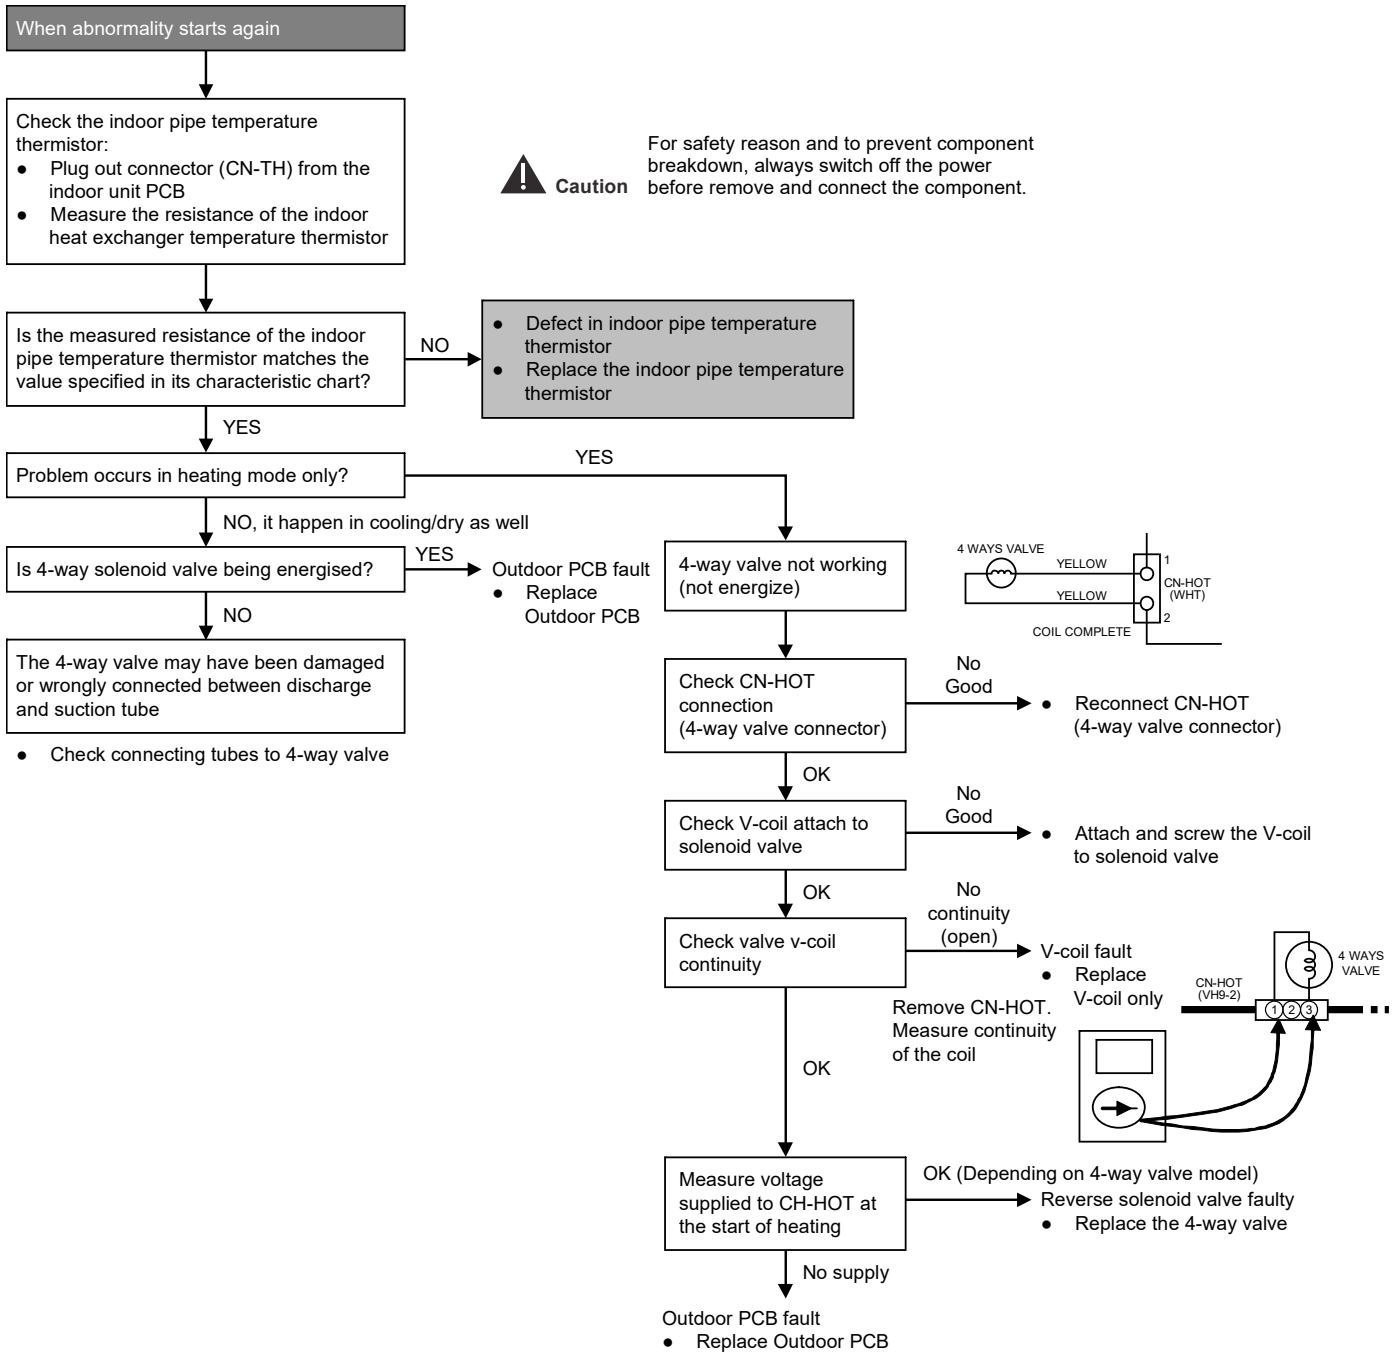 When abnormality starts again
Check the indoor pipe temperature
thermistor:
● Plug out connector (CN-TH) from the
indoor unit PCB
● Measure the resistance of the indoor
heat exchanger temperature thermistor
Caution
For safety reason and to prevent component
breakdown, always switch off the power
before remove and connect the component.
Is the measured resistance of the indoor
pipe temperature thermistor matches the
value specified in its characteristic chart?
NO
● Defect in indoor pipe temperature
thermistor
● Replace the indoor pipe temperature
thermistor
YES
Problem occurs in heating mode only?
YES
NO, it happen in cooling/dry as well
Is 4-way solenoid valve being energised?
YES
Outdoor PCB fault
● Replace
Outdoor PCB
NO
The 4-way valve may have been damaged
or wrongly connected between discharge
and suction tube
● Check connecting tubes to 4-way valve
4-way valve not working
(not energize)
4 WAYS VALVE
YELLOW
YELLOW
1
CN-HOT
(WHT)
2
COIL COMPLETE
Check CN-HOT
connection
(4-way valve connector)
No
Good
● Reconnect CN-HOT
(4-way valve connector)
OK
Check V-coil attach to
solenoid valve
No
Good
● Attach and screw the V-coil
to solenoid valve
OK
Check valve v-coil
continuity
No
continuity
(open)
V-coil fault
● Replace
V-coil only
Remove CN-HOT.
Measure continuity
of the coil
CN-HOT
(VH9-2)
4 WAYS
VALVE
1 2 3
OK
Measure voltage
supplied to CH-HOT at
the start of heating
OK (Depending on 4-way valve model)
Reverse solenoid valve faulty
● Replace the 4-way valve
No supply
Outdoor PCB fault
● Replace Outdoor PCB